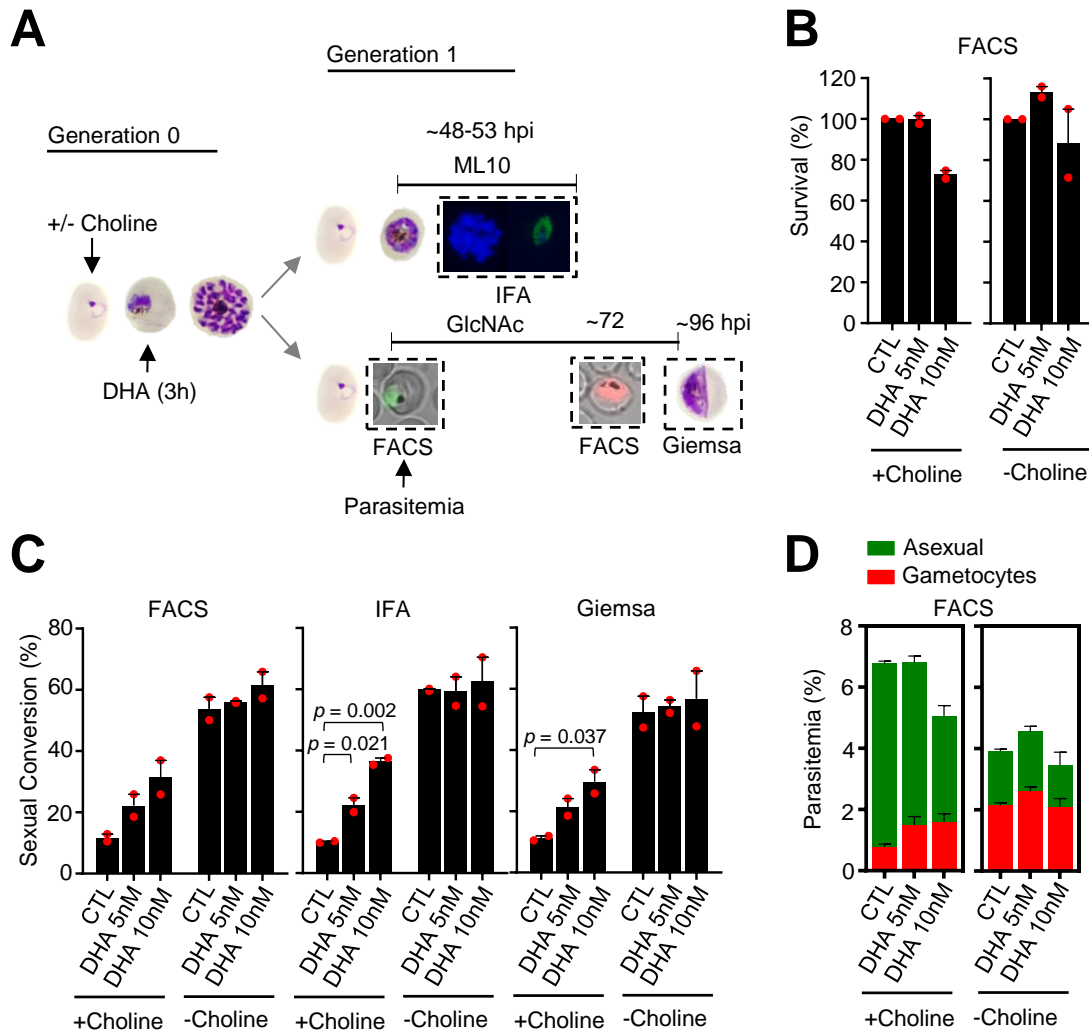 A
Generation 1
Generation 0
~48-53 hpi
ML10
+/- Choline
IFA
GlcNAc
~72
~96 hpi
DHA (3h)
FACS
FACS
Giemsa
Parasitemia
B
FACS
Survival (%)
120
100
80
60
40
20
0
CTL
DHA 5nM
DHA 10nM
CTL
DHA 5nM
DHA 10nM
+Choline
-Choline
C
FACS
IFA
Giemsa
Sexual Conversion (%)
80
60
40
20
0
p = 0.002
p = 0.021
p = 0.037
CTL
DHA 5nM
DHA 10nM
CTL
DHA 5nM
DHA 10nM
CTL
DHA 5nM
DHA 10nM
CTL
DHA 5nM
DHA 10nM
CTL
DHA 5nM
DHA 10nM
CTL
DHA 5nM
DHA 10nM
+Choline
-Choline
+Choline
-Choline
+Choline
-Choline
D
Asexual
Gametocytes
FACS
Parasitemia (%)
8
6
4
2
0
CTL
DHA 5nM
DHA 10nM
CTL
DHA 5nM
DHA 10nM
+Choline
-Choline